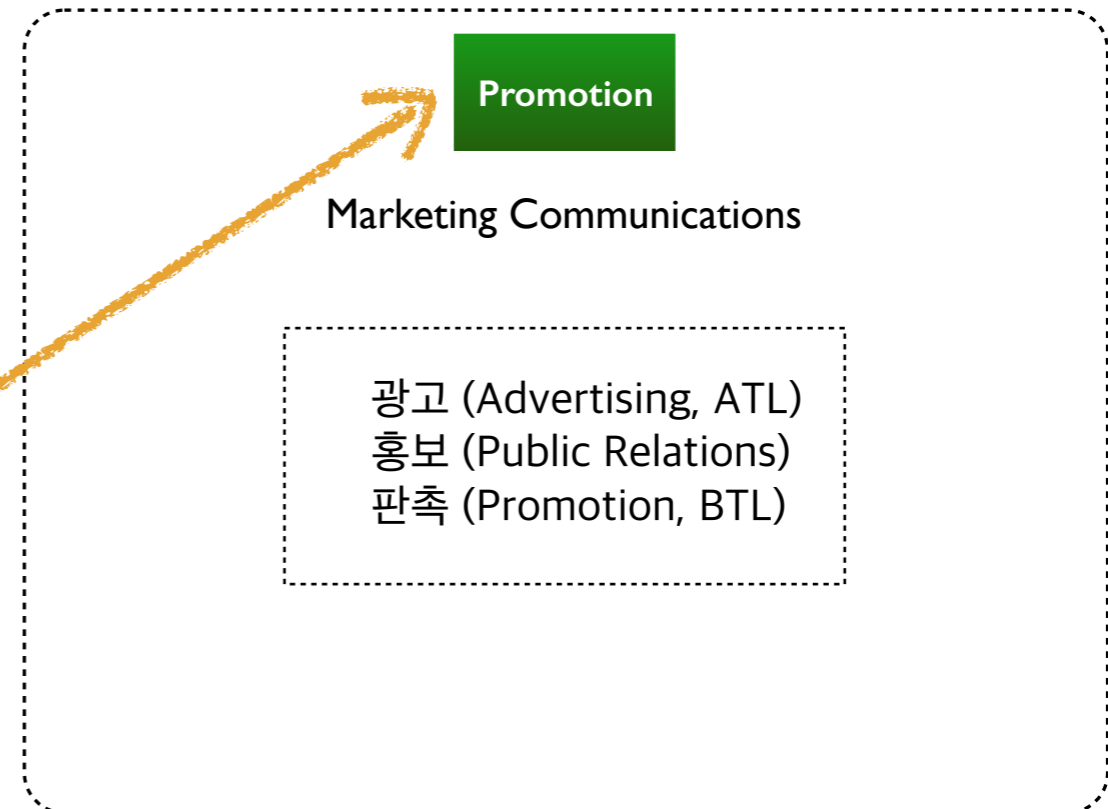 Promotion
Marketing Communications
광고 (Advertising, ATL)
홍보 (Public Relations)
판촉 (Promotion, BTL)